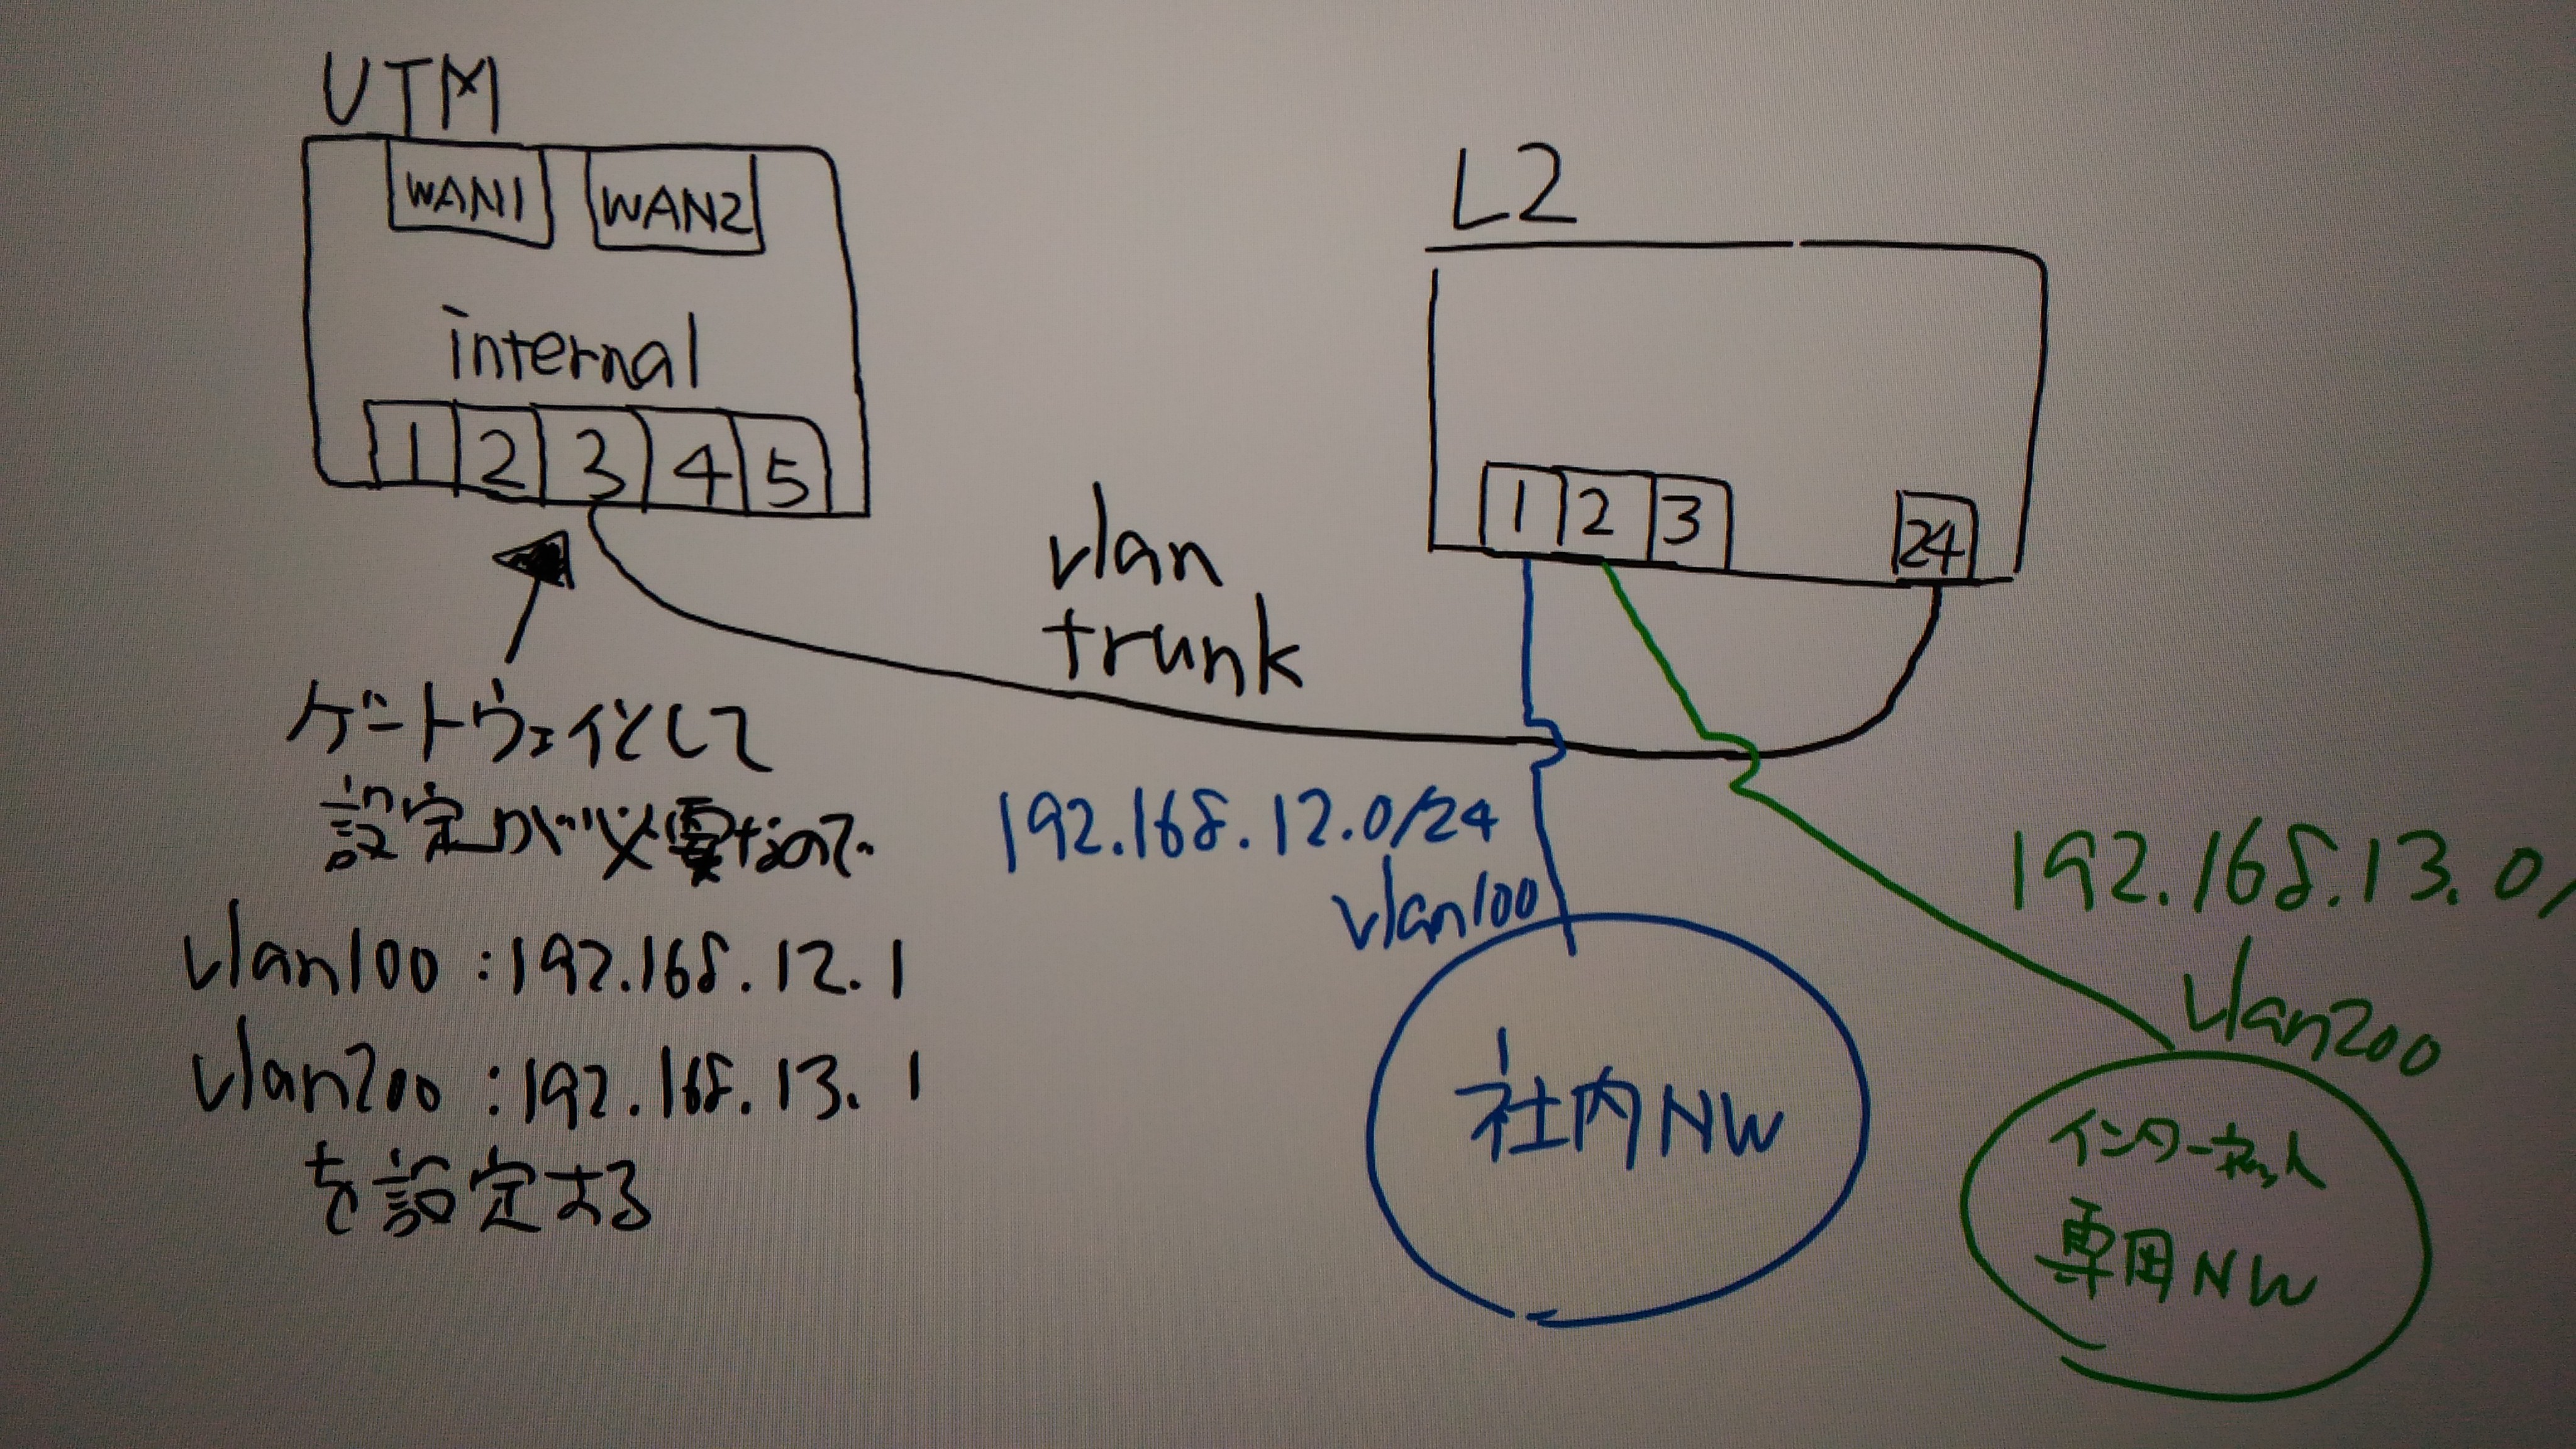 UTM
WAN1 WAN2
internal
1 2 3 4 5
L2
1 2 3 24
vlan
trunk
ゲートウェイとして
設定が必要なので
vlan100 : 192.168.12.1
vlan200 : 192.168.13.1
を設定する
192.168.12.0/24
vlan100
社内NW
192.168.13.0/
vlan200
インターネット
専用NW